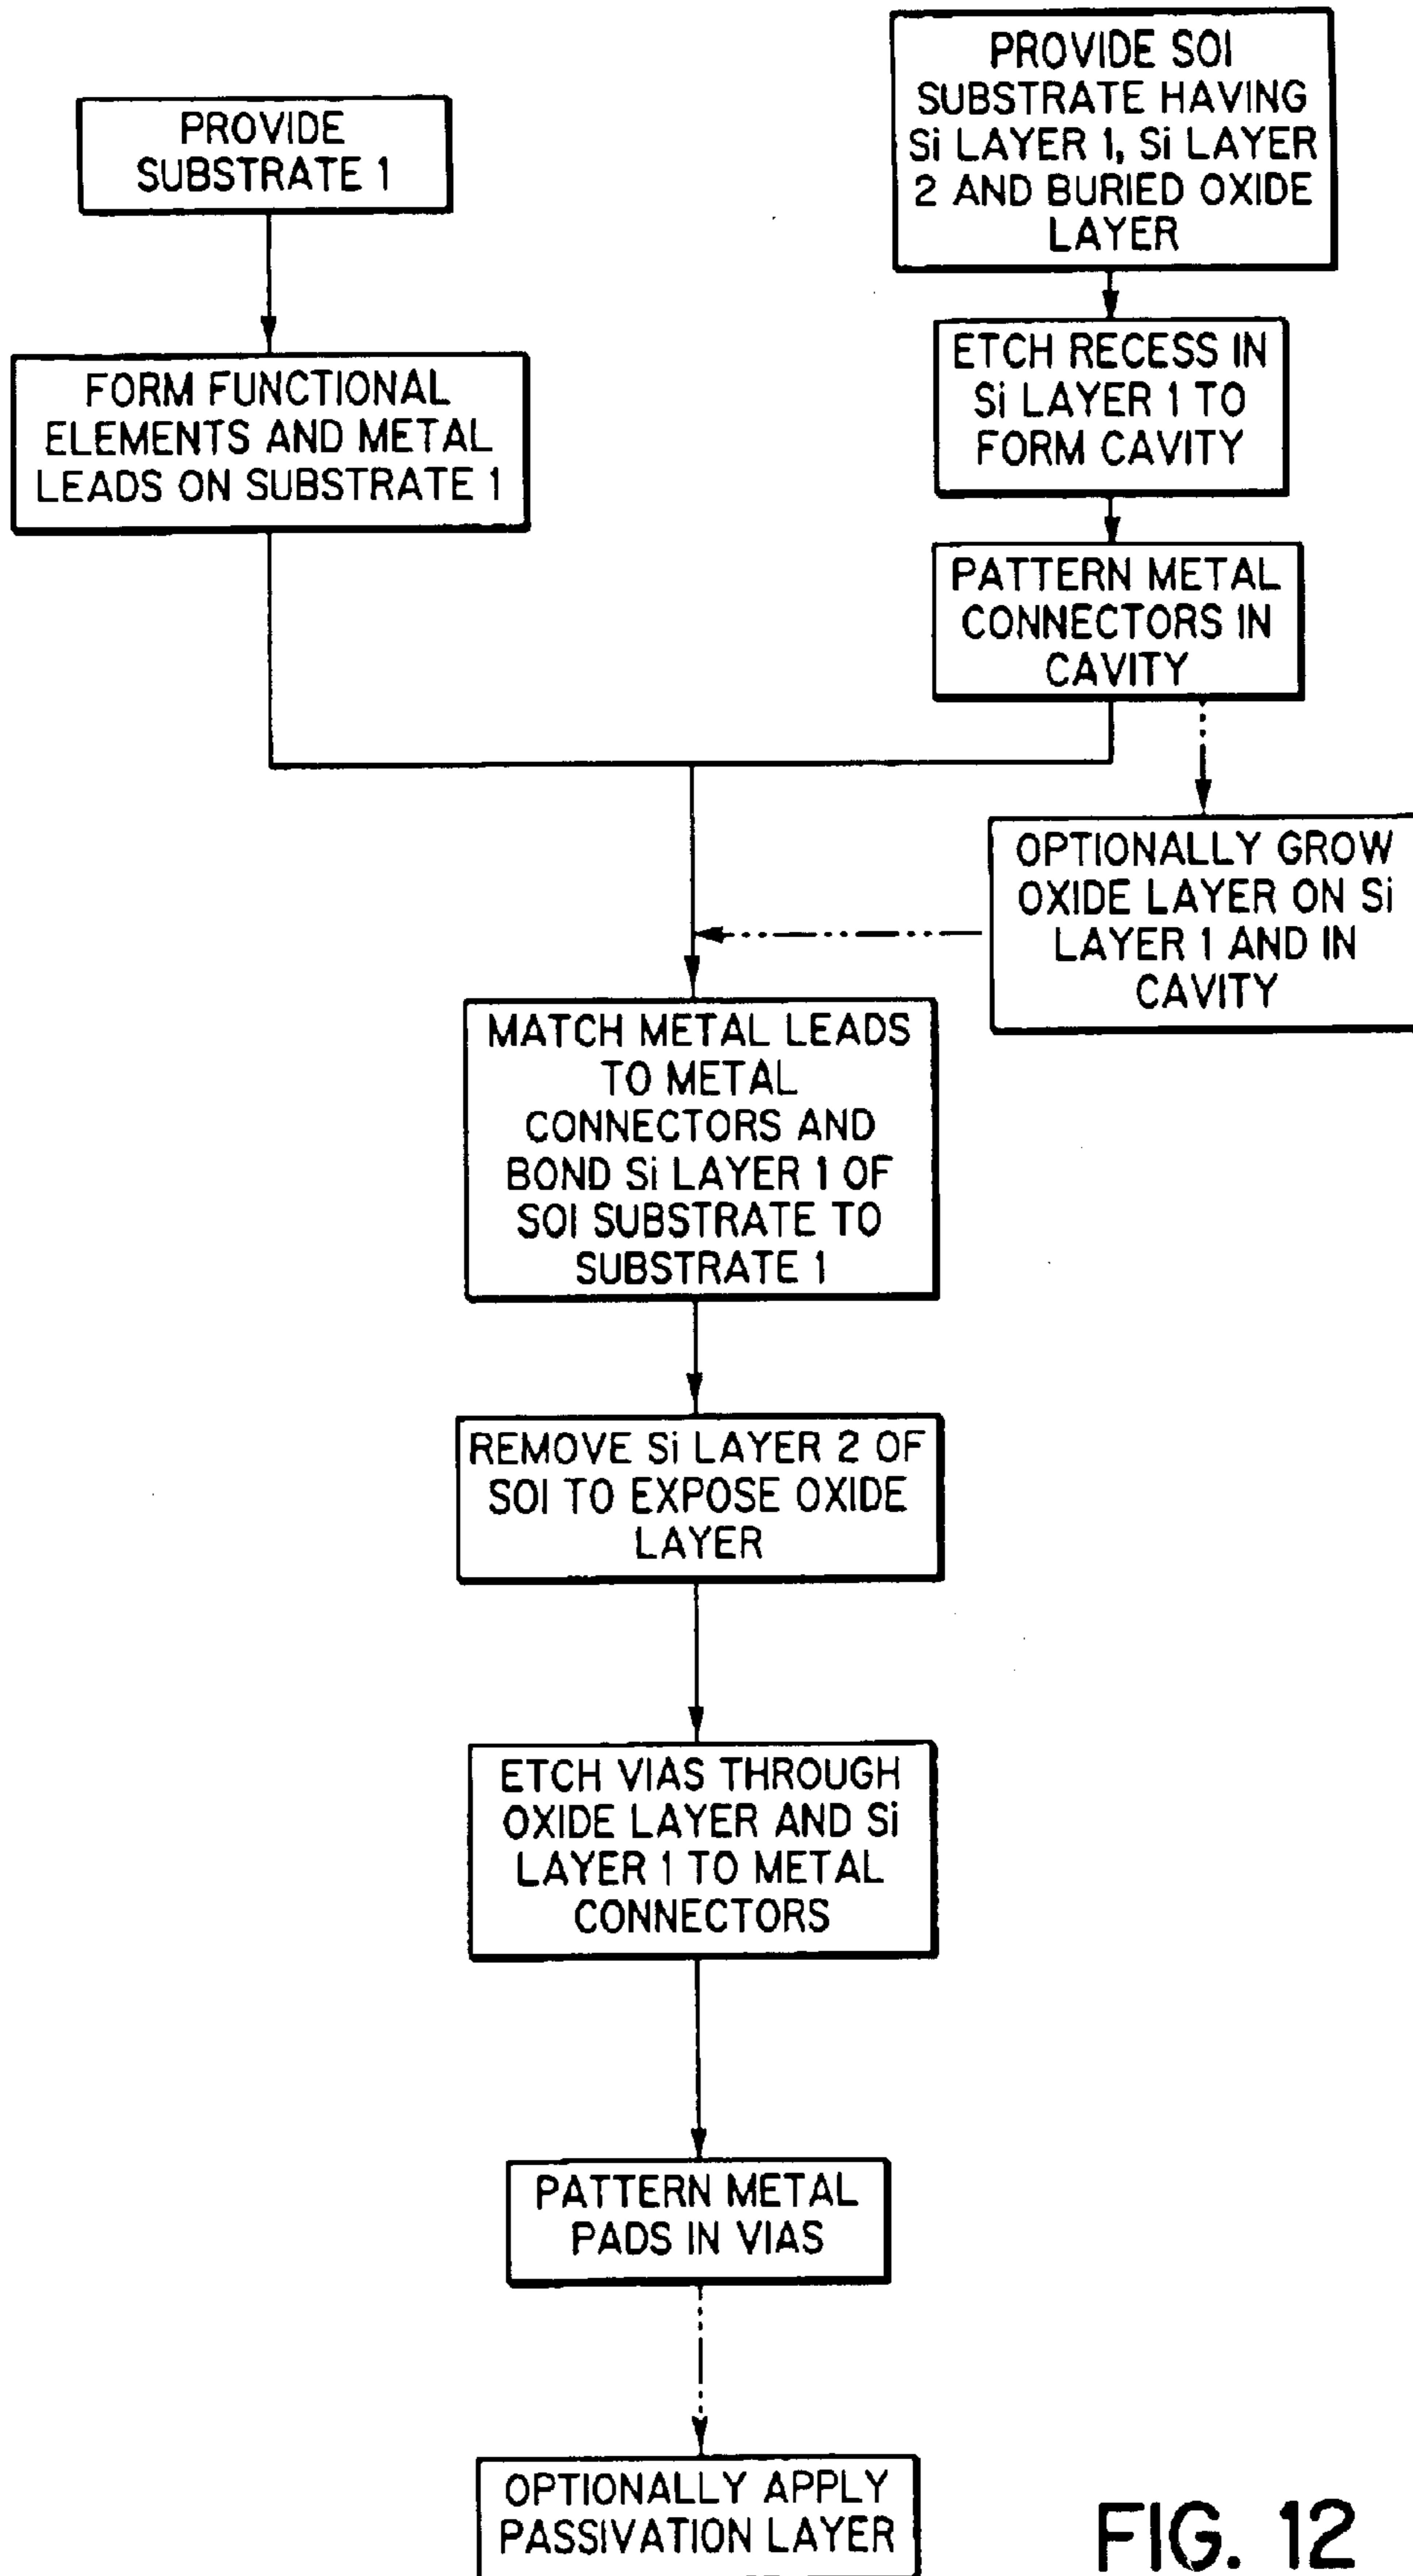 PROVIDE
SUBSTRATE 1
FORM FUNCTIONAL
ELEMENTS AND METAL
LEADS ON SUBSTRATE 1
PROVIDE SOI
SUBSTRATE HAVING
Si LAYER 1, Si LAYER
2 AND BURIED OXIDE
LAYER
ETCH RECESS IN
Si LAYER 1 TO
FORM CAVITY
PATTERN METAL
CONNECTORS IN
CAVITY
OPTIONALLY GROW
OXIDE LAYER ON Si
LAYER 1 AND IN
CAVITY
MATCH METAL LEADS
TO METAL
CONNECTORS AND
BOND Si LAYER 1 OF
SOI SUBSTRATE TO
SUBSTRATE 1
REMOVE Si LAYER 2 OF
SOI TO EXPOSE OXIDE
LAYER
ETCH VIAS THROUGH
OXIDE LAYER AND Si
LAYER 1 TO METAL
CONNECTORS
PATTERN METAL
PADS IN VIAS
OPTIONALLY APPLY
PASSIVATION LAYER
FIG. 12